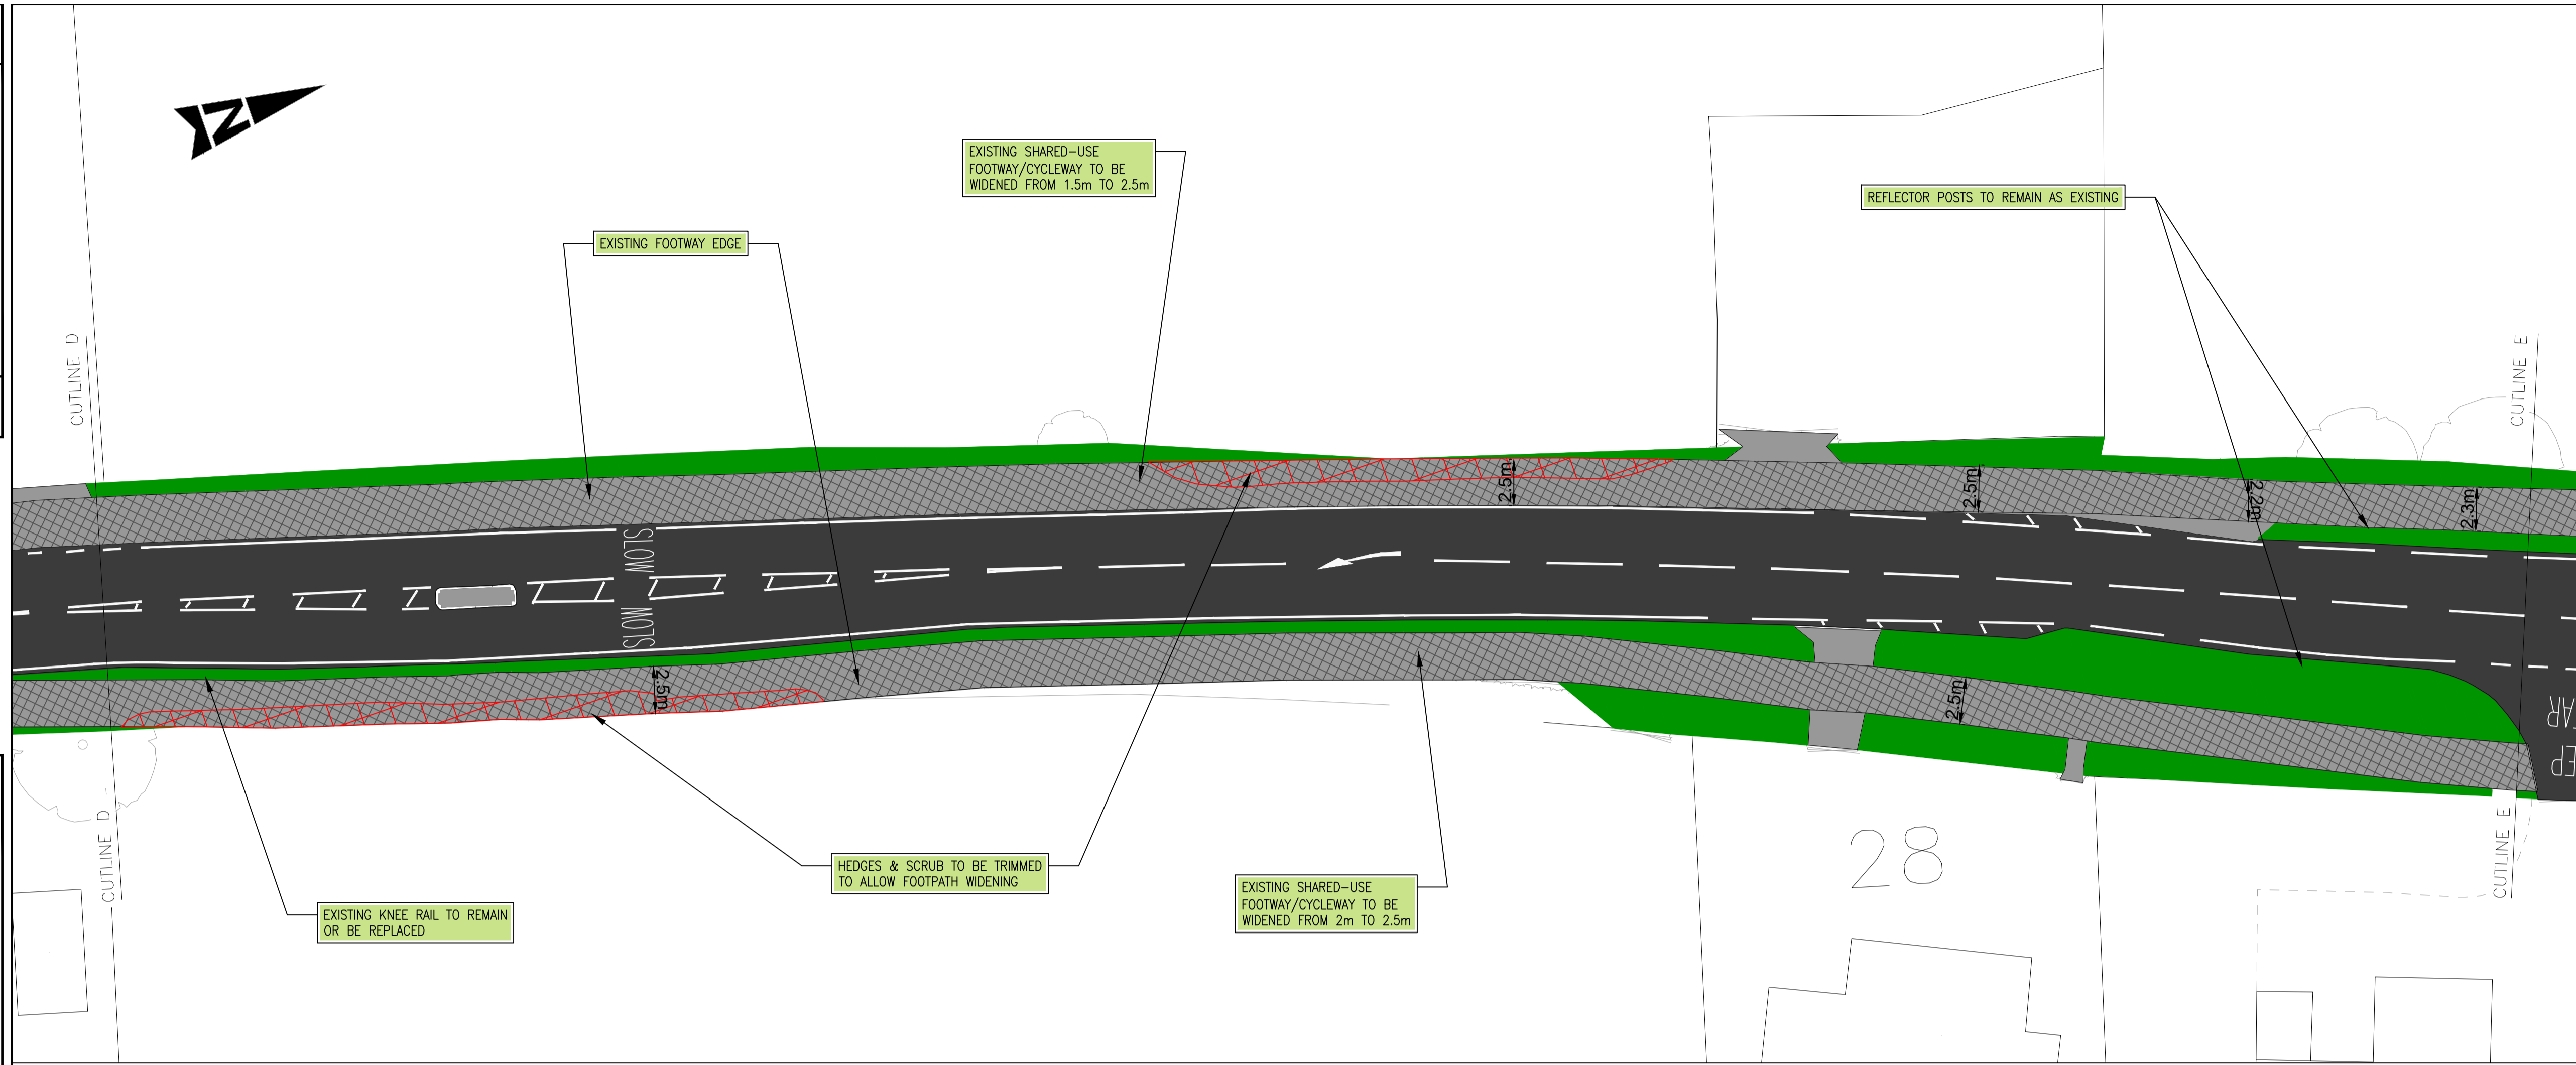 N
EXISTING SHARED-USE
FOOTWAY/CYCLEWAY TO BE
WIDENED FROM 1.5m TO 2.5m
REFLECTOR POSTS TO REMAIN AS EXISTING
EXISTING FOOTWAY EDGE
CUTLINE D
CUTLINE E
2.5m
2.5m
2.2m
2.3m
SLOW
SLOW
2.5m
2.5m
CUTLINE D -
CUTLINE E
28
HEDGES & SCRUB TO BE TRIMMED
TO ALLOW FOOTPATH WIDENING
EXISTING SHARED-USE
FOOTWAY/CYCLEWAY TO BE
WIDENED FROM 2m TO 2.5m
EXISTING KNEE RAIL TO REMAIN
OR BE REPLACED